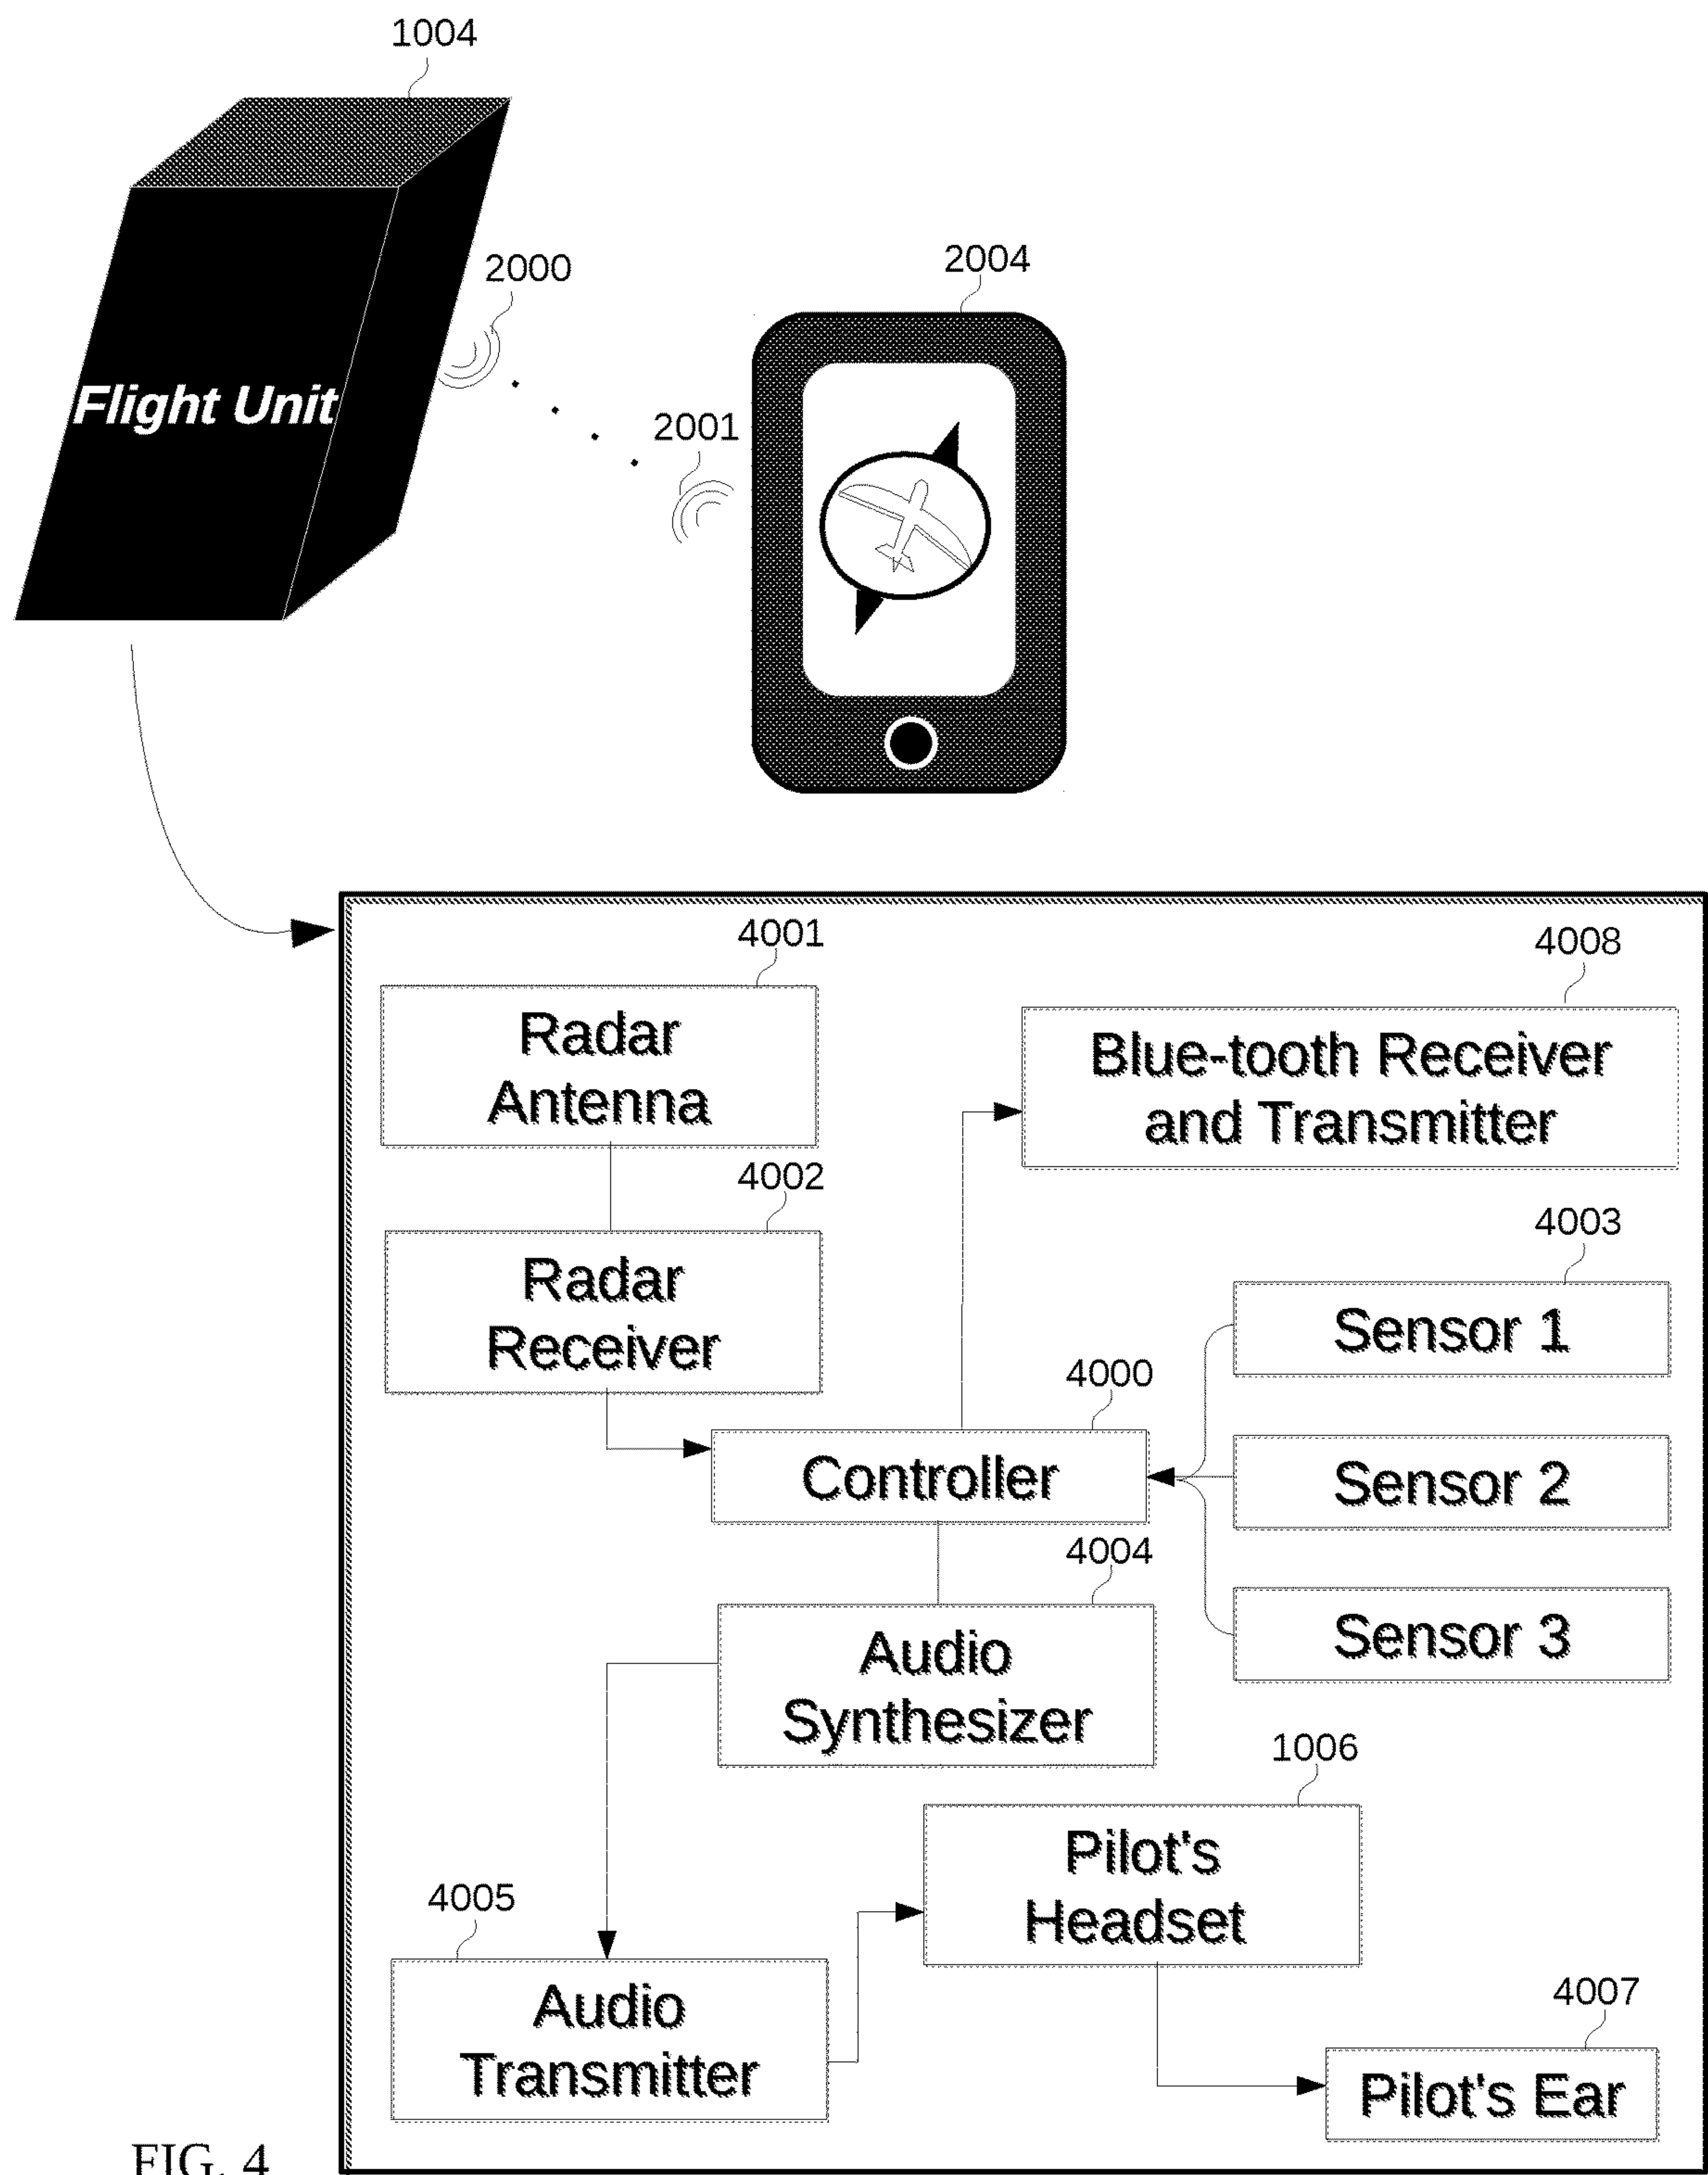 1004
2000
2004
Flight Unit
2001
4001
4008
Radar
Antenna
Blue-tooth Receiver
and Transmitter
4002
4003
Radar
Receiver
Sensor 1
4000
Controller
Sensor 2
4004
Audio
Synthesizer
Sensor 3
1006
Pilot's
Headset
4005
Audio
Transmitter
4007
Pilot's Ear
FIG. 4